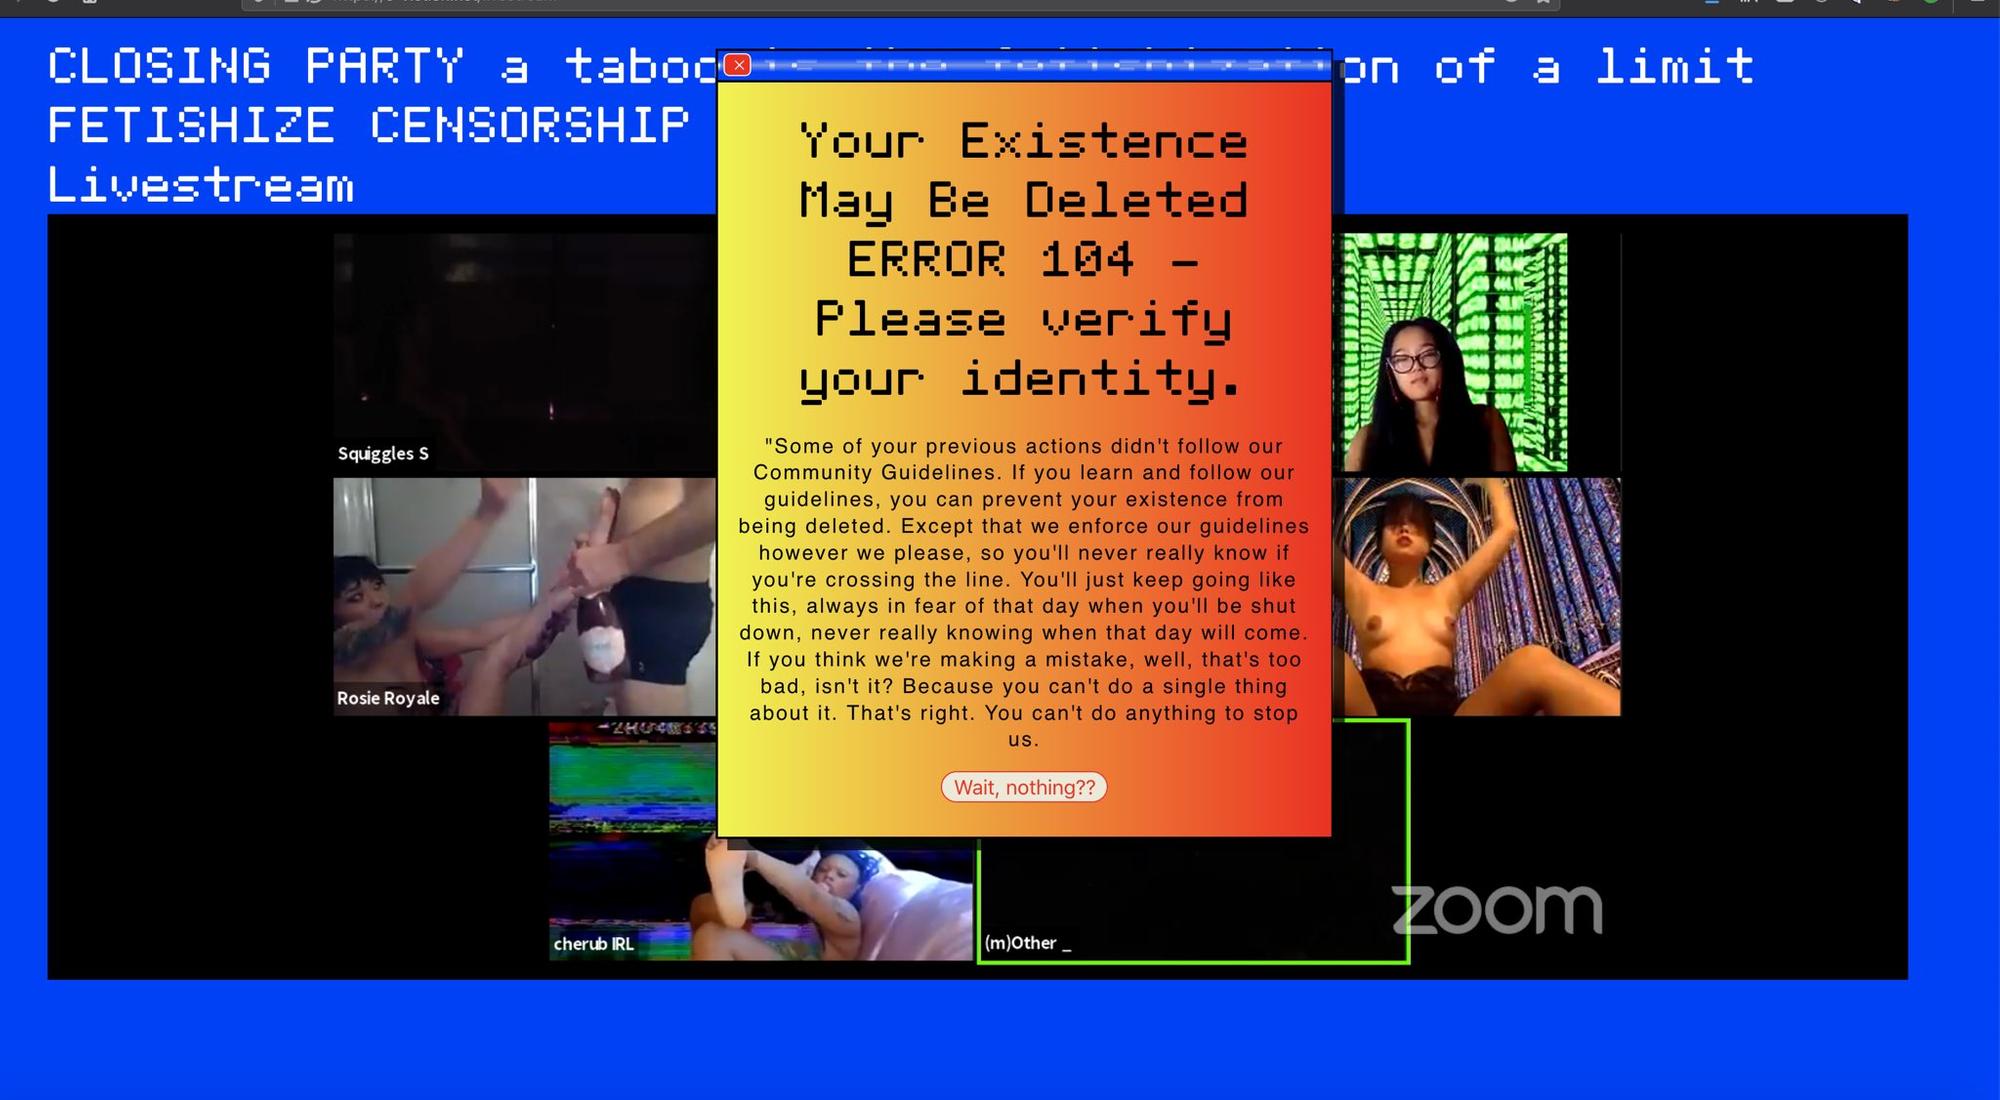 CLOSING PARTY a taboo is the fetishization of a limit
FETISHIZE CENSORSHIP
Livestream
Your Existence
May Be Deleted
ERROR 104 –
Please verify
your identity.
"Some of your previous actions didn't follow our
Community Guidelines. If you learn and follow our
guidelines, you can prevent your existence from
being deleted. Except that we enforce our guidelines
however we please, so you'll never really know if
you're crossing the line. You'll just keep going like
this, always in fear of that day when you'll be shut
down, never really knowing when that day will come.
If you think we're making a mistake, well, that's too
bad, isn't it? Because you can't do a single thing
about it. That's right. You can't do anything to stop
us.
Wait, nothing??
Squiggles S
Rosie Royale
cherub IRL
(m)Other _
zoom